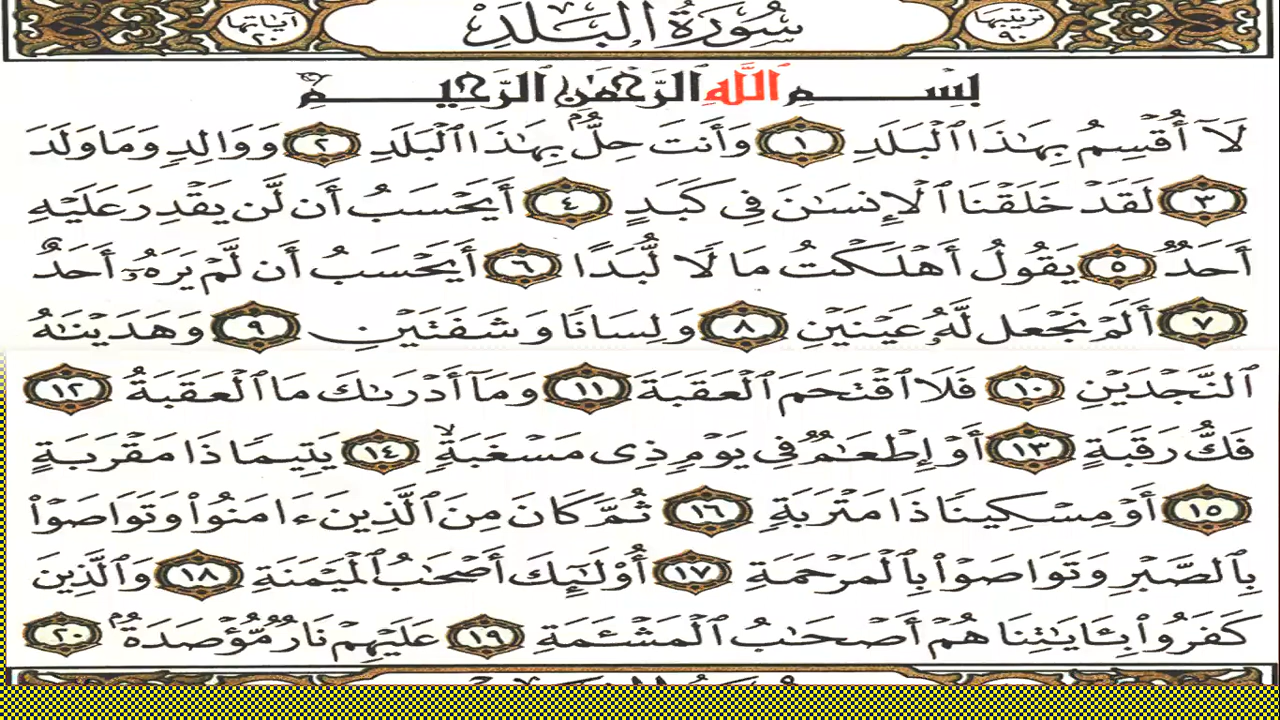 ترتيبها ٩٠ سُورَةُ الْبَلَدِ آياتها ٢٠
بِسْمِ ٱللَّهِ ٱلرَّحْمَٰنِ ٱلرَّحِيمِ
لَآ أُقْسِمُ بِهَٰذَا ٱلْبَلَدِ ١ وَأَنتَ حِلٌّۢ بِهَٰذَا ٱلْبَلَدِ ٢ وَوَالِدٍ وَمَا وَلَدَ
٣ لَقَدْ خَلَقْنَا ٱلْإِنسَٰنَ فِى كَبَدٍ ٤ أَيَحْسَبُ أَن لَّن يَقْدِرَ عَلَيْهِ
أَحَدٌ ٥ يَقُولُ أَهْلَكْتُ مَالًا لُّبَدًا ٦ أَيَحْسَبُ أَن لَّمْ يَرَهُۥٓ أَحَدٌ
٧ أَلَمْ نَجْعَل لَّهُۥ عَيْنَيْنِ ٨ وَلِسَانًا وَشَفَتَيْنِ ٩ وَهَدَيْنَٰهُ
ٱلنَّجْدَيْنِ ١٠ فَلَا ٱقْتَحَمَ ٱلْعَقَبَةَ ١١ وَمَآ أَدْرَىٰكَ مَا ٱلْعَقَبَةُ ١٢
فَكُّ رَقَبَةٍ ١٣ أَوْ إِطْعَٰمٌ فِى يَوْمٍ ذِى مَسْغَبَةٍ ١٤ يَتِيمًا ذَا مَقْرَبَةٍ
١٥ أَوْ مِسْكِينًا ذَا مَتْرَبَةٍ ١٦ ثُمَّ كَانَ مِنَ ٱلَّذِينَ ءَامَنُوا۟ وَتَوَاصَوْا۟
بِٱلصَّبْرِ وَتَوَاصَوْا۟ بِٱلْمَرْحَمَةِ ١٧ أُو۟لَٰٓئِكَ أَصْحَٰبُ ٱلْمَيْمَنَةِ ١٨ وَٱلَّذِينَ
كَفَرُوا۟ بِـَٔايَٰتِنَا هُمْ أَصْحَٰبُ ٱلْمَشْـَٔمَةِ ١٩ عَلَيْهِمْ نَارٌ مُّؤْصَدَةٌۢ ٢٠